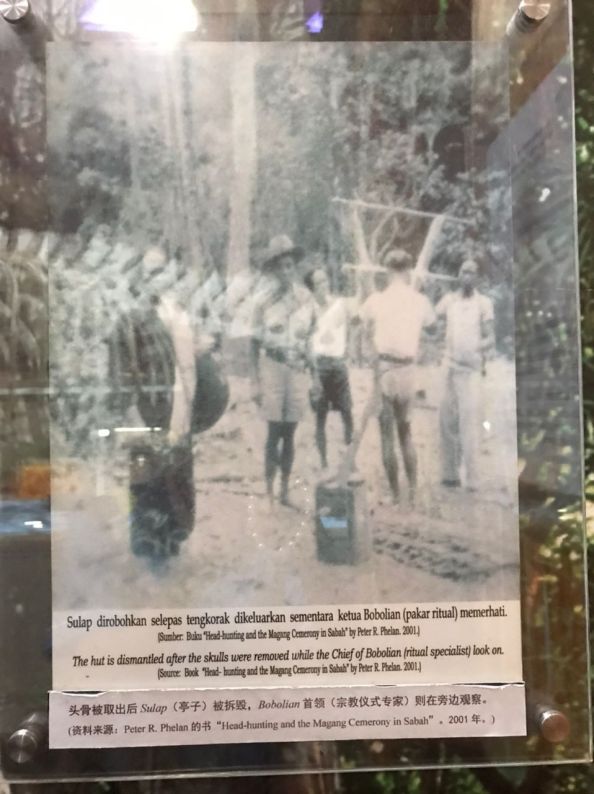 Sulap dirobohkan selepas tengkorak dikeluarkan sementara ketua Bobolian (pakar ritual) memerhati.
(Sumber: Buku "Head-hunting and the Magang Cemerony in Sabah" by Peter R. Phelan. 2001.)
The hut is dismantled after the skulls were removed while the Chief of Bobolian (ritual specialist) look on.
(Source: Book "Head- hunting and the Magang Cemerony in Sabah" by Peter R. Phelan. 2001.)
头骨被取出后 Sulap（亭子）被拆毁，Bobolian 首领（宗教仪式专家）则在旁边观察。
(资料来源：Peter R. Phelan 的书 "Head-hunting and the Magang Cemerony in Sabah" 。2001 年。)